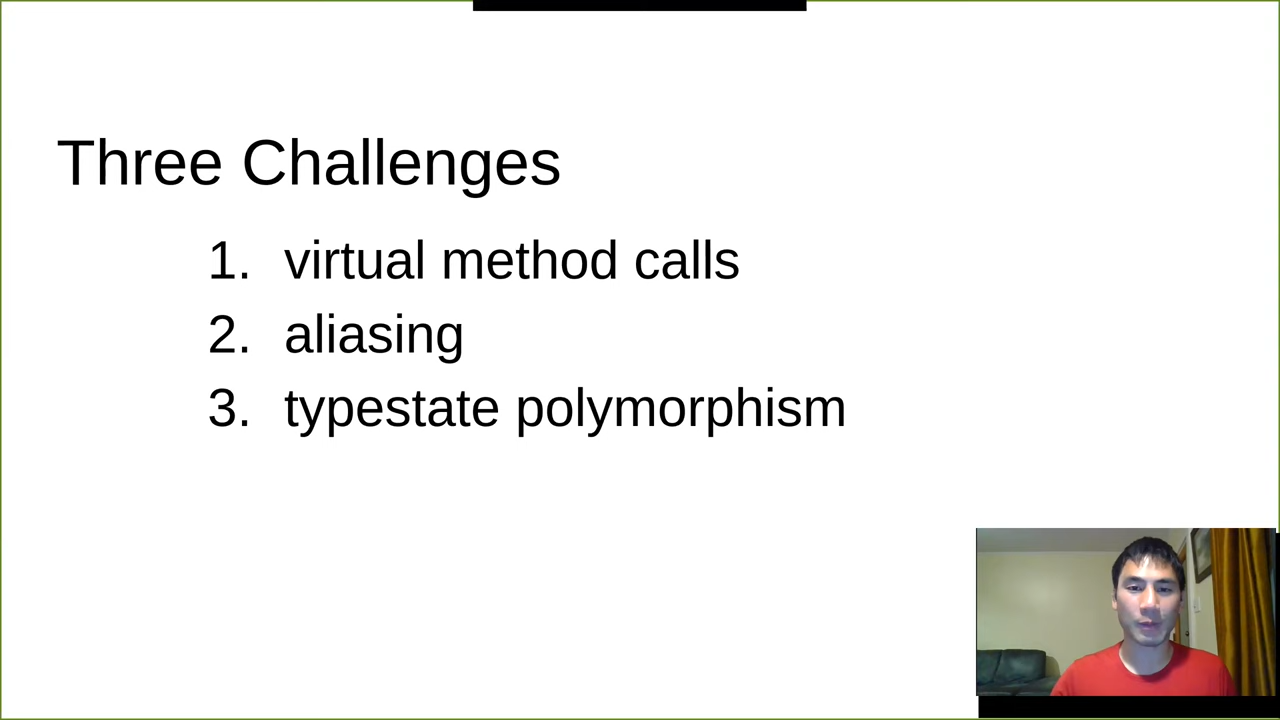 Three Challenges
1. virtual method calls
2. aliasing
3. typestate polymorphism